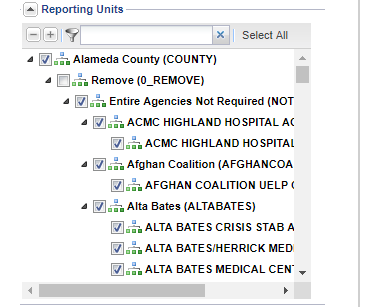 Reporting Units
Select All
Alameda County (COUNTY)
Remove (0_REMOVE)
Entire Agencies Not Required (NOT
ACMC HIGHLAND HOSPITAL AC
ACMC HIGHLAND HOSPITAL
Afghan Coalition (AFGHANCOA
AFGHAN COALITION UELP C
Alta Bates (ALTABATES)
ALTA BATES CRISIS STAB A
ALTA BATES/HERRICK MED
ALTA BATES MEDICAL CEN